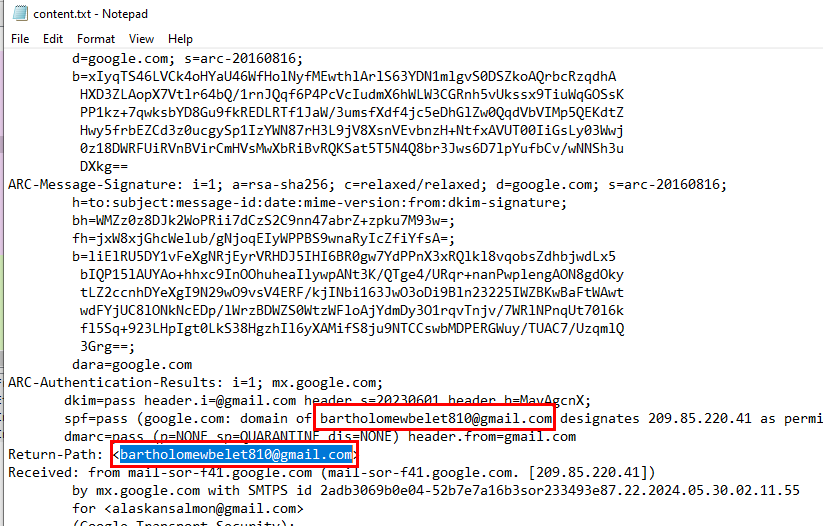 content.txt - Notepad
File Edit Format View Help
d=google.com; s=arc-20160816;
b=xIyqTS46LVCk4oHYaU46WfHolNyfMEwthlArlS63YDN1mlgvS0DSZkoAQrbcRzqdhA
HXD3ZLAopX7Vtlr64bQ/1rnJQqf6P4PcVcIudmX6hWLW3CGRnh5vUkssx9TiuWqGOSsK
PP1kz+7qwksbYD8Gu9fkREDLRTf1JaW/3umsfXdf4jc5eDhGlZw0QqdVbVIMp5QEKdtZ
Hwy5frbEZCd3z0ucgySp1IzYWN87rH3L9jV8XsnVEvbnzH+NtfxAVUT00IiGsLy03Wwj
0z18DWRFUiRVnBVirCmHVsMwXbRiBvRQKSat5T5N4Q8br3Jws6D7lpYufbCv/wNNSh3u
DXkg==
ARC-Message-Signature: i=1; a=rsa-sha256; c=relaxed/relaxed; d=google.com; s=arc-20160816;
h=to:subject:message-id:date:mime-version:from:dkim-signature;
bh=WMZz0z8DJk2WoPRii7dCzS2C9nn47abrZ+zpku7M93w=;
fh=jxW8xjGhcWelub/gNjoqEIyWPPBS9wnaRyIcZfiYfsA=;
b=liElRU5DY1vFeXgNRjEyrVRHDJ5IHI6BR0gw7YdPPnX3xRQlkl8vqobsZdhbjwdLx5
bIQP15lAUYAo+hhxc9InOOhuheaIlywpANt3K/QTge4/URqr+nanPwplengAON8gdOky
tLZ2ccnhDYeXgI9N29wO9vsV4ERF/kjINbi163JwO3oDi9Bln23225IWZBKwBaFtWAwt
wdFYjUC8lONkNcEDp/lWrzBDWZS0WtzWFloAjYdmDy3O1rqvTnjv/7WRlNPnqUt70l6k
fl5Sq+923LHpIgt0LkS38HgzhIl6yXAMifS8ju9NTCCswbMDPERGWuy/TUAC7/UzqmlQ
3Grg==;
dara=google.com
ARC-Authentication-Results: i=1; mx.google.com;
dkim=pass header.i=@gmail.com header.s=20230601 header.b=MavAgcnX;
spf=pass (google.com: domain of bartholomewbelet810@gmail.com designates 209.85.220.41 as permi
dmarc=pass (p=NONE sp=QUARANTINE dis=NONE) header.from=gmail.com
Return-Path: <bartholomewbelet810@gmail.com>
Received: from mail-sor-f41.google.com (mail-sor-f41.google.com. [209.85.220.41])
by mx.google.com with SMTPS id 2adb3069b0e04-52b7e7a16b3sor233493e87.22.2024.05.30.02.11.55
for <alaskansalmon@gmail.com>
(Google Transport Security);